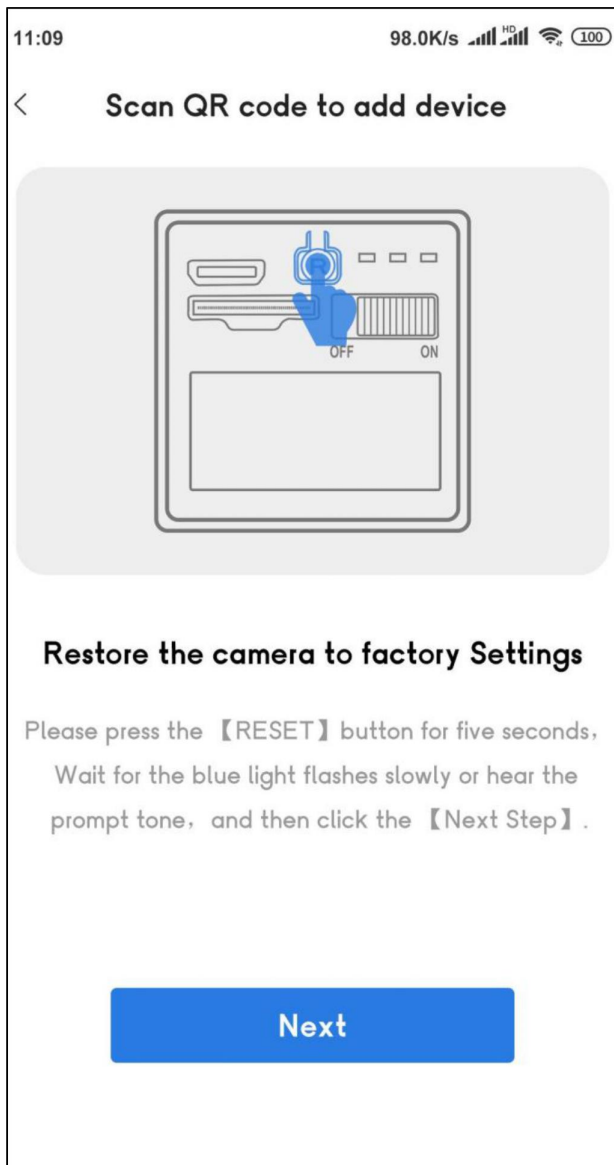 11:09 98.0K/s HD 100
Scan QR code to add device
R
OFF ON
Restore the camera to factory Settings
Please press the 【RESET】 button for five seconds,
Wait for the blue light flashes slowly or hear the
prompt tone, and then click the 【Next Step】.
Next